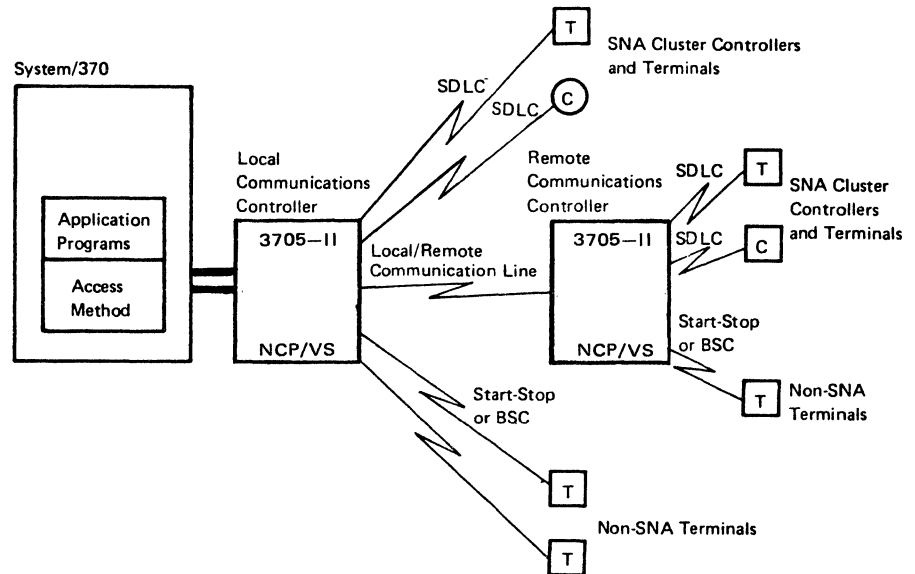 T
SNA Cluster Controllers
and Terminals
System/370
SDLC
SDLC
C
Local
Communications
Controller
Remote
Communications
Controller
SDLC
T
SNA Cluster
Controllers
and Terminals
Application
Programs
3705-II
3705-II
SDLC
C
Local/Remote
Communication Line
Access
Method
Start-Stop
or BSC
NCP/VS
NCP/VS
Start-Stop
or BSC
T
Non-SNA
Terminals
T
Non-SNA Terminals
T